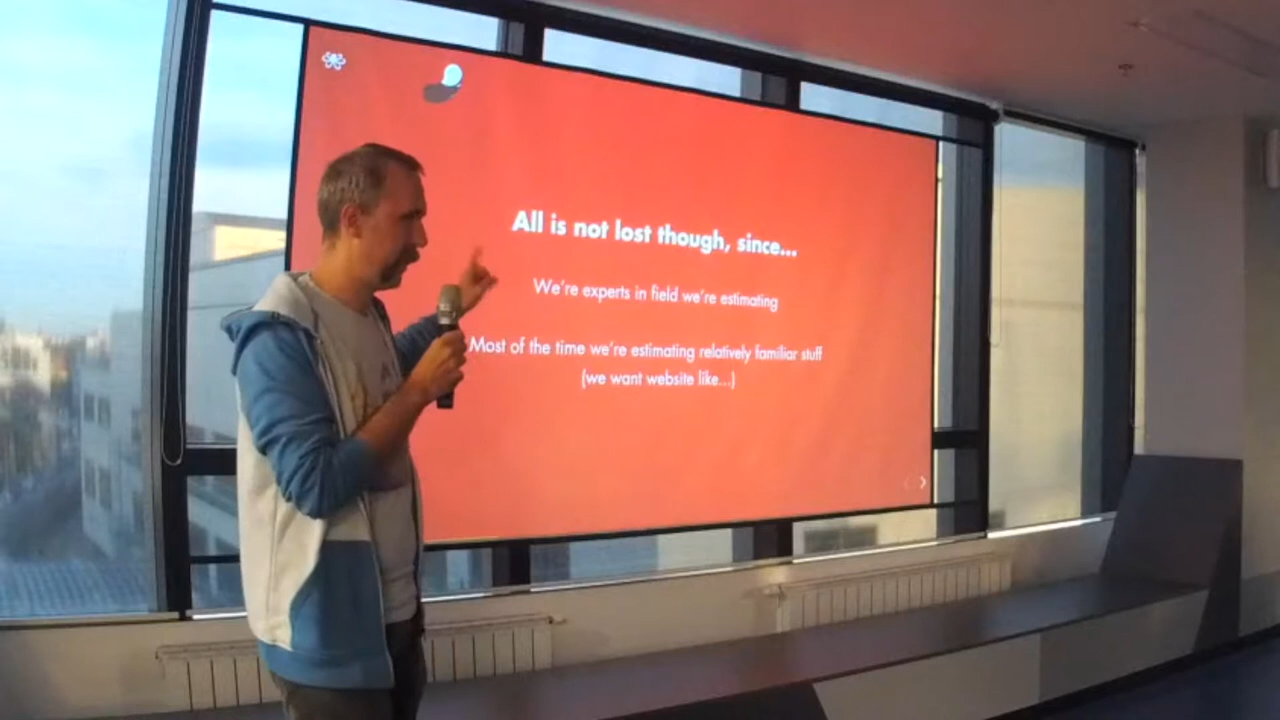 All is not lost though, since...
We're experts in field we're estimating
Most of the time we're estimating relatively familiar stuff
(we want website like...)